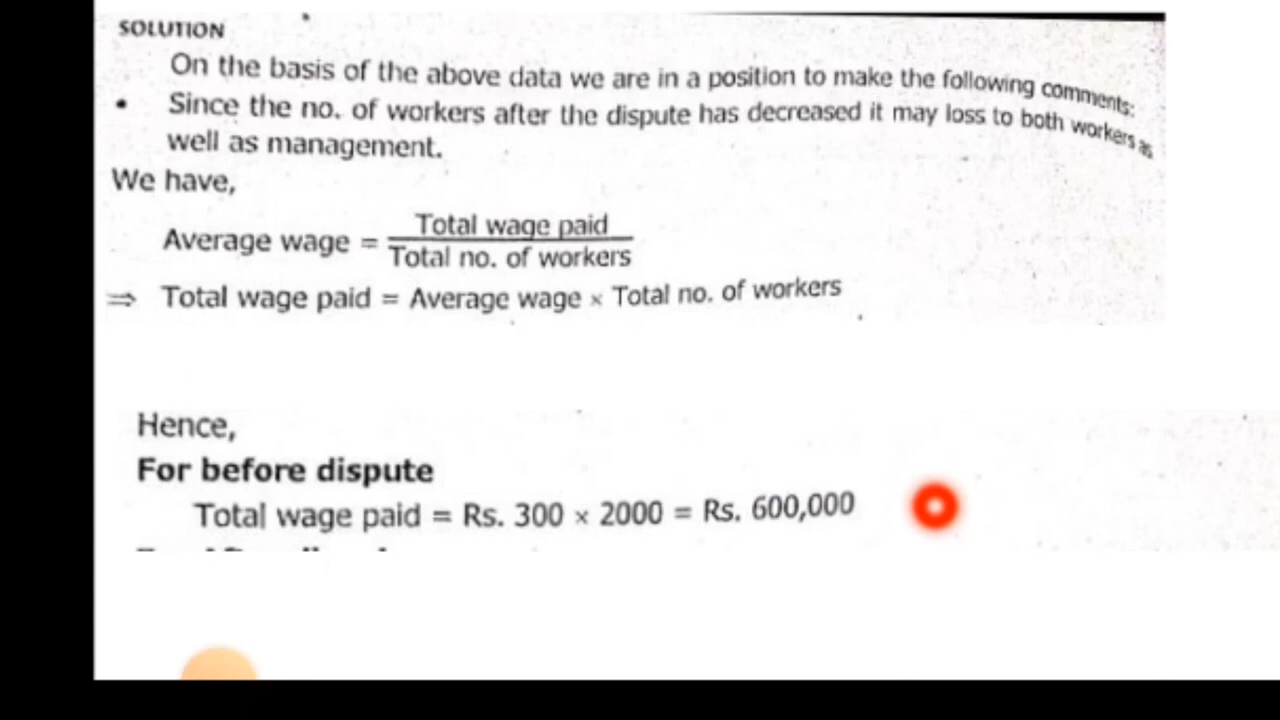 SOLUTION
On the basis of the above data we are in a position to make the following comments:
• Since the no. of workers after the dispute has decreased it may loss to both workers as
well as management.
We have,
Average wage = Total wage paid
Total no. of workers
⇒ Total wage paid = Average wage × Total no. of workers
Hence,
For before dispute
Total wage paid = Rs. 300 × 2000 = Rs. 600,000